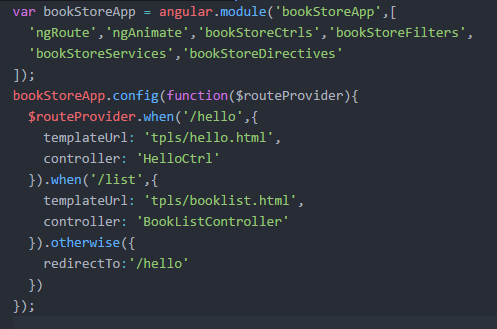 var bookStoreApp = angular.module('bookStoreApp',[
  'ngRoute','ngAnimate','bookStoreCtrls','bookStoreFilters',
  'bookStoreServices','bookStoreDirectives'
]);
bookStoreApp.config(function($routeProvider){
  $routeProvider.when('/hello',{
    templateUrl: 'tpls/hello.html',
    controller: 'HelloCtrl'
  }).when('/list',{
    templateUrl: 'tpls/booklist.html',
    controller: 'BookListController'
  }).otherwise({
    redirectTo:'/hello'
  })
});